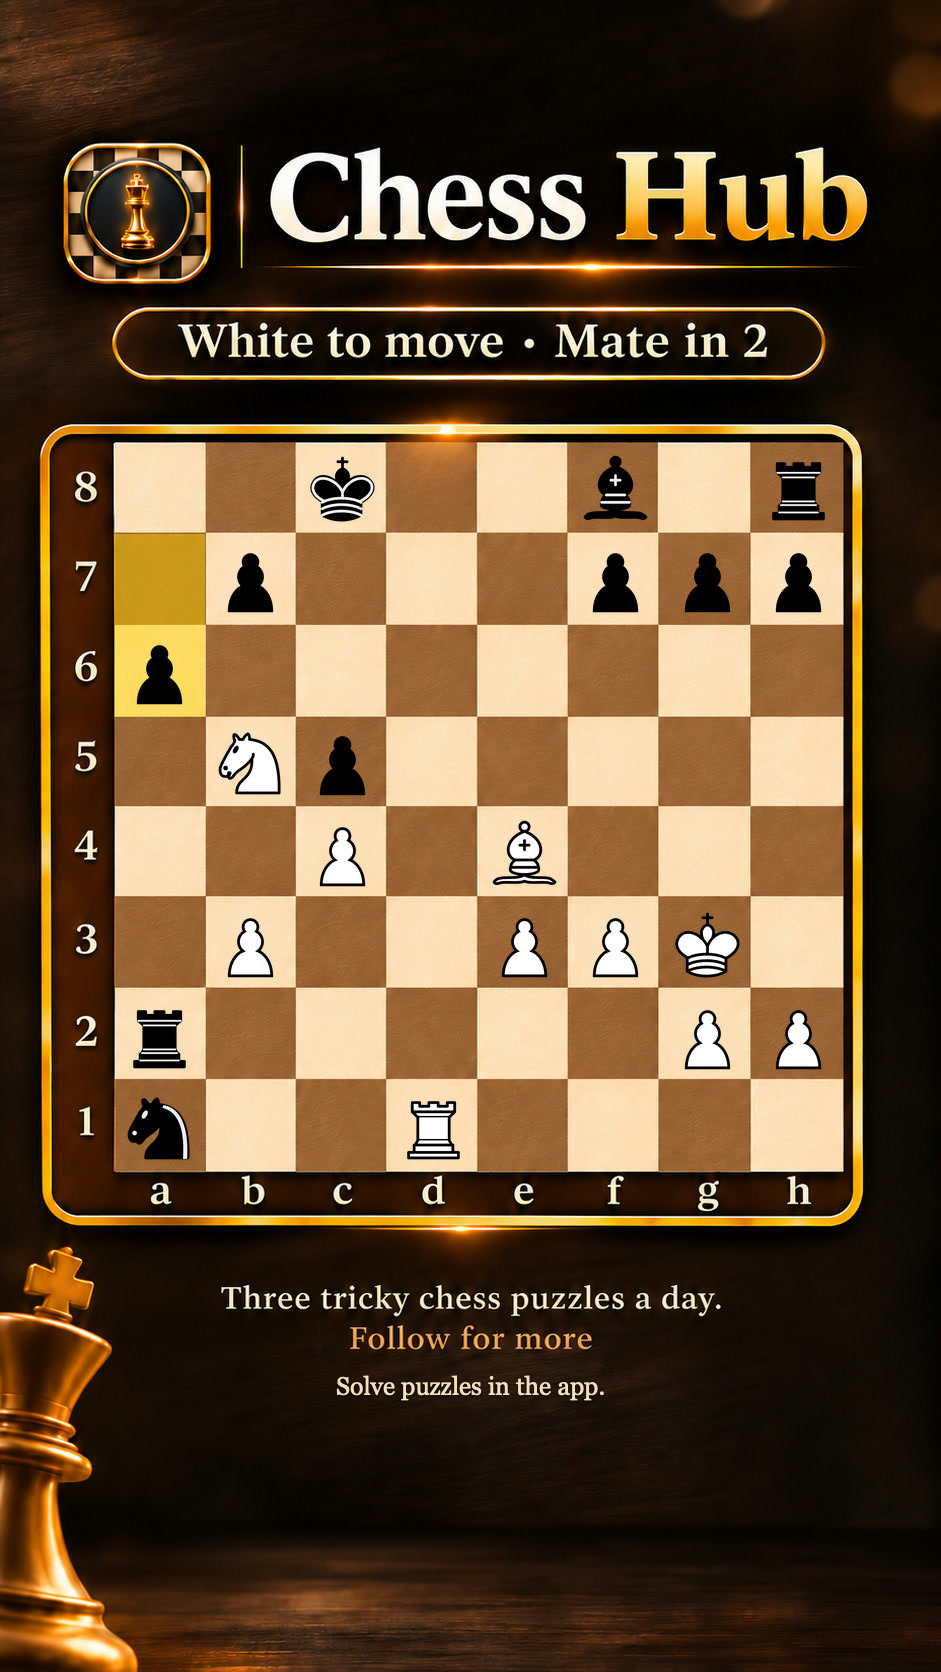 Chess Hub
White to move • Mate in 2
8
7
6
5
4
3
2
1
a b c d e f g h
Three tricky chess puzzles a day.
Follow for more
Solve puzzles in the app.